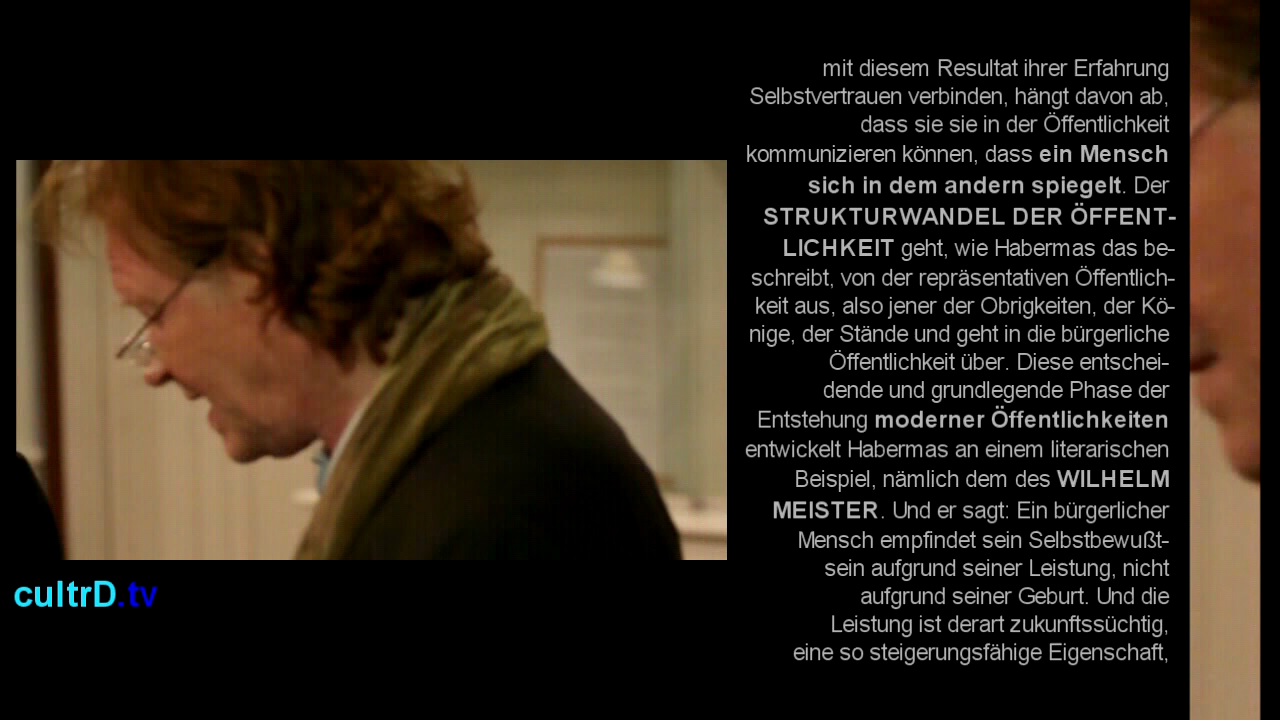 mit diesem Resultat ihrer Erfahrung
Selbstvertrauen verbinden, hängt davon ab,
dass sie sie in der Öffentlichkeit
kommunizieren können, dass ein Mensch
sich in dem andern spiegelt. Der
STRUKTURWANDEL DER ÖFFENT-
LICHKEIT geht, wie Habermas das be-
schreibt, von der repräsentativen Öffentlich-
keit aus, also jener der Obrigkeiten, der Kö-
nige, der Stände und geht in die bürgerliche
Öffentlichkeit über. Diese entschei-
dende und grundlegende Phase der
Entstehung moderner Öffentlichkeiten
entwickelt Habermas an einem literarischen
Beispiel, nämlich dem des WILHELM
MEISTER. Und er sagt: Ein bürgerlicher
Mensch empfindet sein Selbstbewußt-
sein aufgrund seiner Leistung, nicht
aufgrund seiner Geburt. Und die
Leistung ist derart zukunftssüchtig,
eine so steigerungsfähige Eigenschaft,
cultrD.tv